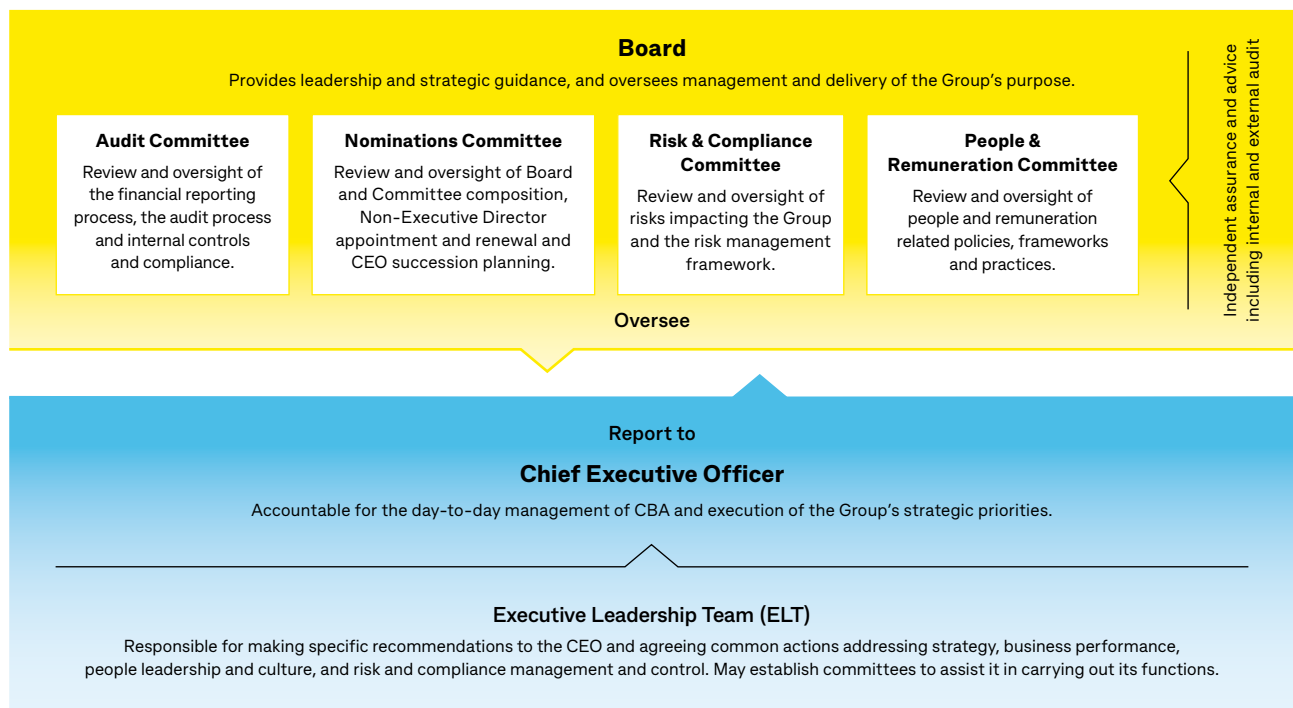 Board
Provides leadership and strategic guidance, and oversees management and delivery of the Group’s purpose.
Audit Committee
Review and oversight of
the financial reporting
process, the audit process
and internal controls
and compliance.
Nominations Committee
Review and oversight of Board
and Committee composition,
Non-Executive Director
appointment and renewal and
CEO succession planning.
Risk & Compliance
Committee
Review and oversight of
risks impacting the Group
and the risk management
framework.
People &
Remuneration Committee
Review and oversight of
people and remuneration
related policies, frameworks
and practices.
Independent assurance and advice
including internal and external audit
Oversee
Report to
Chief Executive Officer
Accountable for the day-to-day management of CBA and execution of the Group’s strategic priorities.
Executive Leadership Team (ELT)
Responsible for making specific recommendations to the CEO and agreeing common actions addressing strategy, business performance,
people leadership and culture, and risk and compliance management and control. May establish committees to assist it in carrying out its functions.